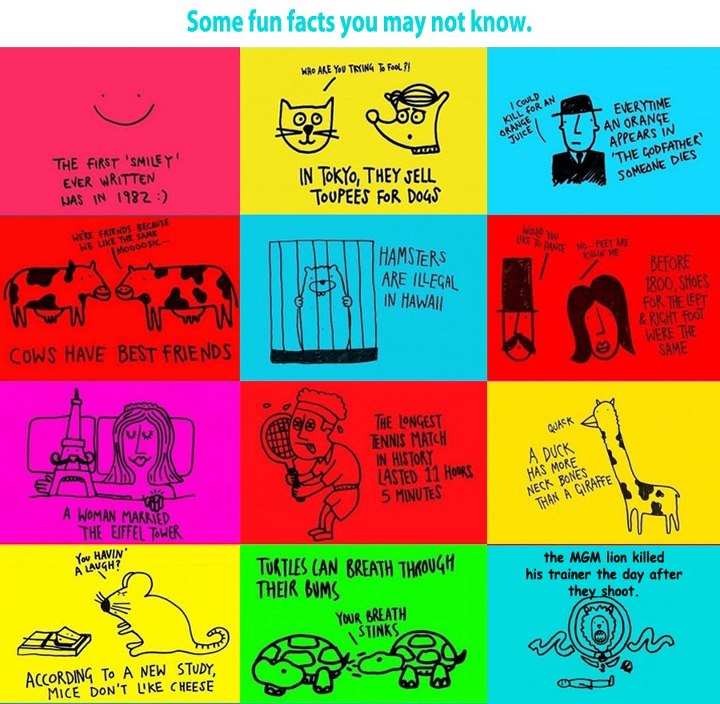 Some fun facts you may not know.
THE FIRST 'SMILEY'
EVER WRITTEN
WAS IN 1982 :)
WHO ARE YOU TRYING TO FOOL?!
IN TOKYO, THEY SELL
TOUPEES FOR DOGS
I COULD
KILL FOR AN
ORANGE
JUICE
EVERYTIME
AN ORANGE
APPEARS IN
'THE GODFATHER'
SOMEONE DIES
WE'RE FRIENDS BECAUSE
WE LIKE THE SAME
MOOOOSIC...
COWS HAVE BEST FRIENDS
HAMSTERS
ARE ILLEGAL
IN HAWAII
WOULD YOU
LIKE TO DANCE
NO... FEET ARE
KILLIN' ME
BEFORE
1800, SHOES
FOR THE LEFT
& RIGHT FOOT
WERE THE
SAME
A WOMAN MARRIED
THE EIFFEL TOWER
THE LONGEST
TENNIS MATCH
IN HISTORY
LASTED 11 HOURS
5 MINUTES
QUACK
A DUCK
HAS MORE
NECK BONES
THAN A GIRAFFE
YOU HAVIN'
A LAUGH?
ACCORDING TO A NEW STUDY,
MICE DON'T LIKE CHEESE
TURTLES CAN BREATH THROUGH
THEIR BUMS
YOUR BREATH
STINKS
the MGM lion killed
his trainer the day after
they shoot.